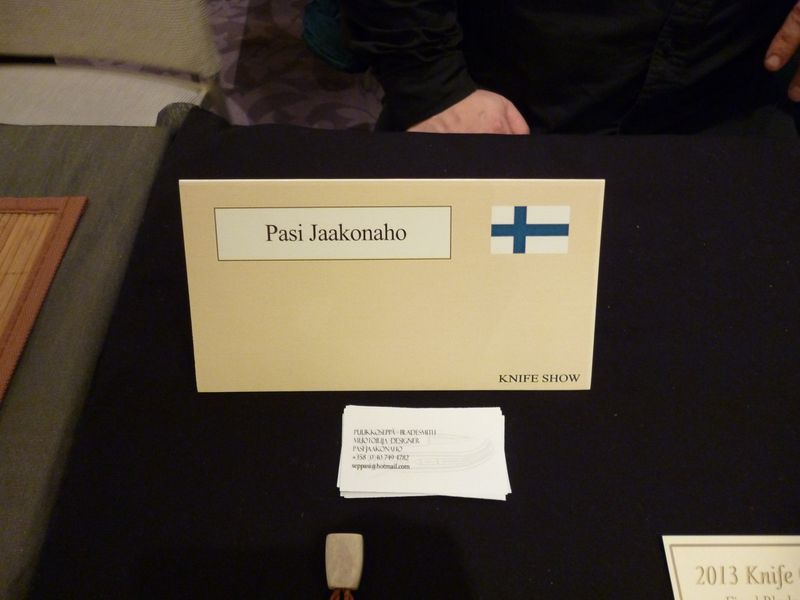 Pasi Jaakonaho
KNIFE SHOW
PUUKKOSEPPÄ - BLADESMITH
MUOTOILIJA DESIGNER
PASI JAAKONAHO
+358 (0)40 749 4782
seppasi@hotmail.com
2013 Knife